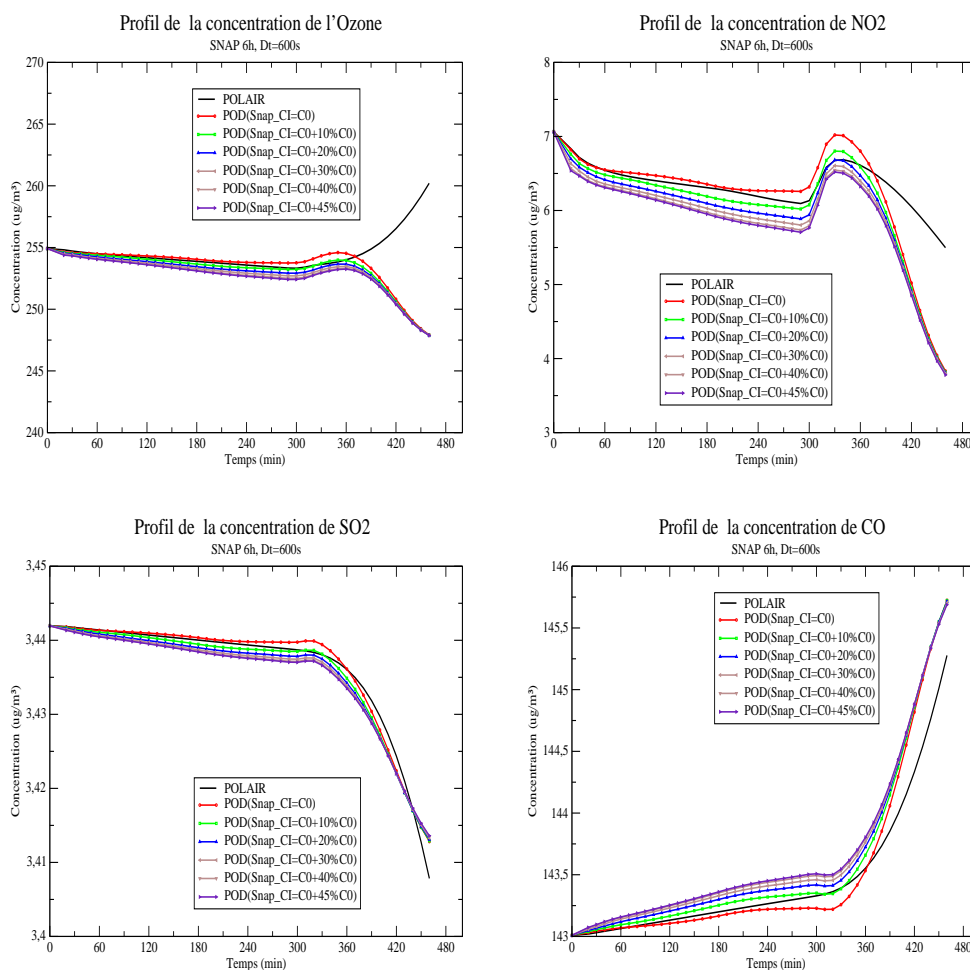 Profil de la concentration de l'Ozone
SNAP 6h, Dt=600s
270
265
260
255
250
245
240
Concentration (ug/m³)
POLAIR
POD(Snap_CI=C0)
POD(Snap_CI=C0+10%C0)
POD(Snap_CI=C0+20%C0)
POD(Snap_CI=C0+30%C0)
POD(Snap_CI=C0+40%C0)
POD(Snap_CI=C0+45%C0)
0 60 120 180 240 300 360 420 480
Temps (min)
Profil de la concentration de NO2
SNAP 6h, Dt=600s
8
7
6
5
4
3
Concentration (ug/m³)
POLAIR
POD(Snap_CI=C0)
POD(Snap_CI=C0+10%C0)
POD(Snap_CI=C0+20%C0)
POD(Snap_CI=C0+30%C0)
POD(Snap_CI=C0+40%C0)
POD(Snap_CI=C0+45%C0)
0 60 120 180 240 300 360 420 480
Temps (min)
Profil de la concentration de SO2
SNAP 6h, Dt=600s
3,45
3,44
3,43
3,42
3,41
3,4
Concentration (ug/m³)
POLAIR
POD(Snap_CI=C0)
POD(Snap_CI=C0+10%C0)
POD(Snap_CI=C0+20%C0)
POD(Snap_CI=C0+30%C0)
POD(Snap_CI=C0+40%C0)
POD(Snap_CI=C0+45%C0)
0 60 120 180 240 300 360 420 480
Temps (min)
Profil de la concentration de CO
SNAP 6h, Dt=600s
146
145,5
145
144,5
144
143,5
143
Concentration (ug/m³)
POLAIR
POD(Snap_CI=C0)
POD(Snap_CI=C0+10%C0)
POD(Snap_CI=C0+20%C0)
POD(Snap_CI=C0+30%C0)
POD(Snap_CI=C0+40%C0)
POD(Snap_CI=C0+45%C0)
0 60 120 180 240 300 360 420 480
Temps (min)